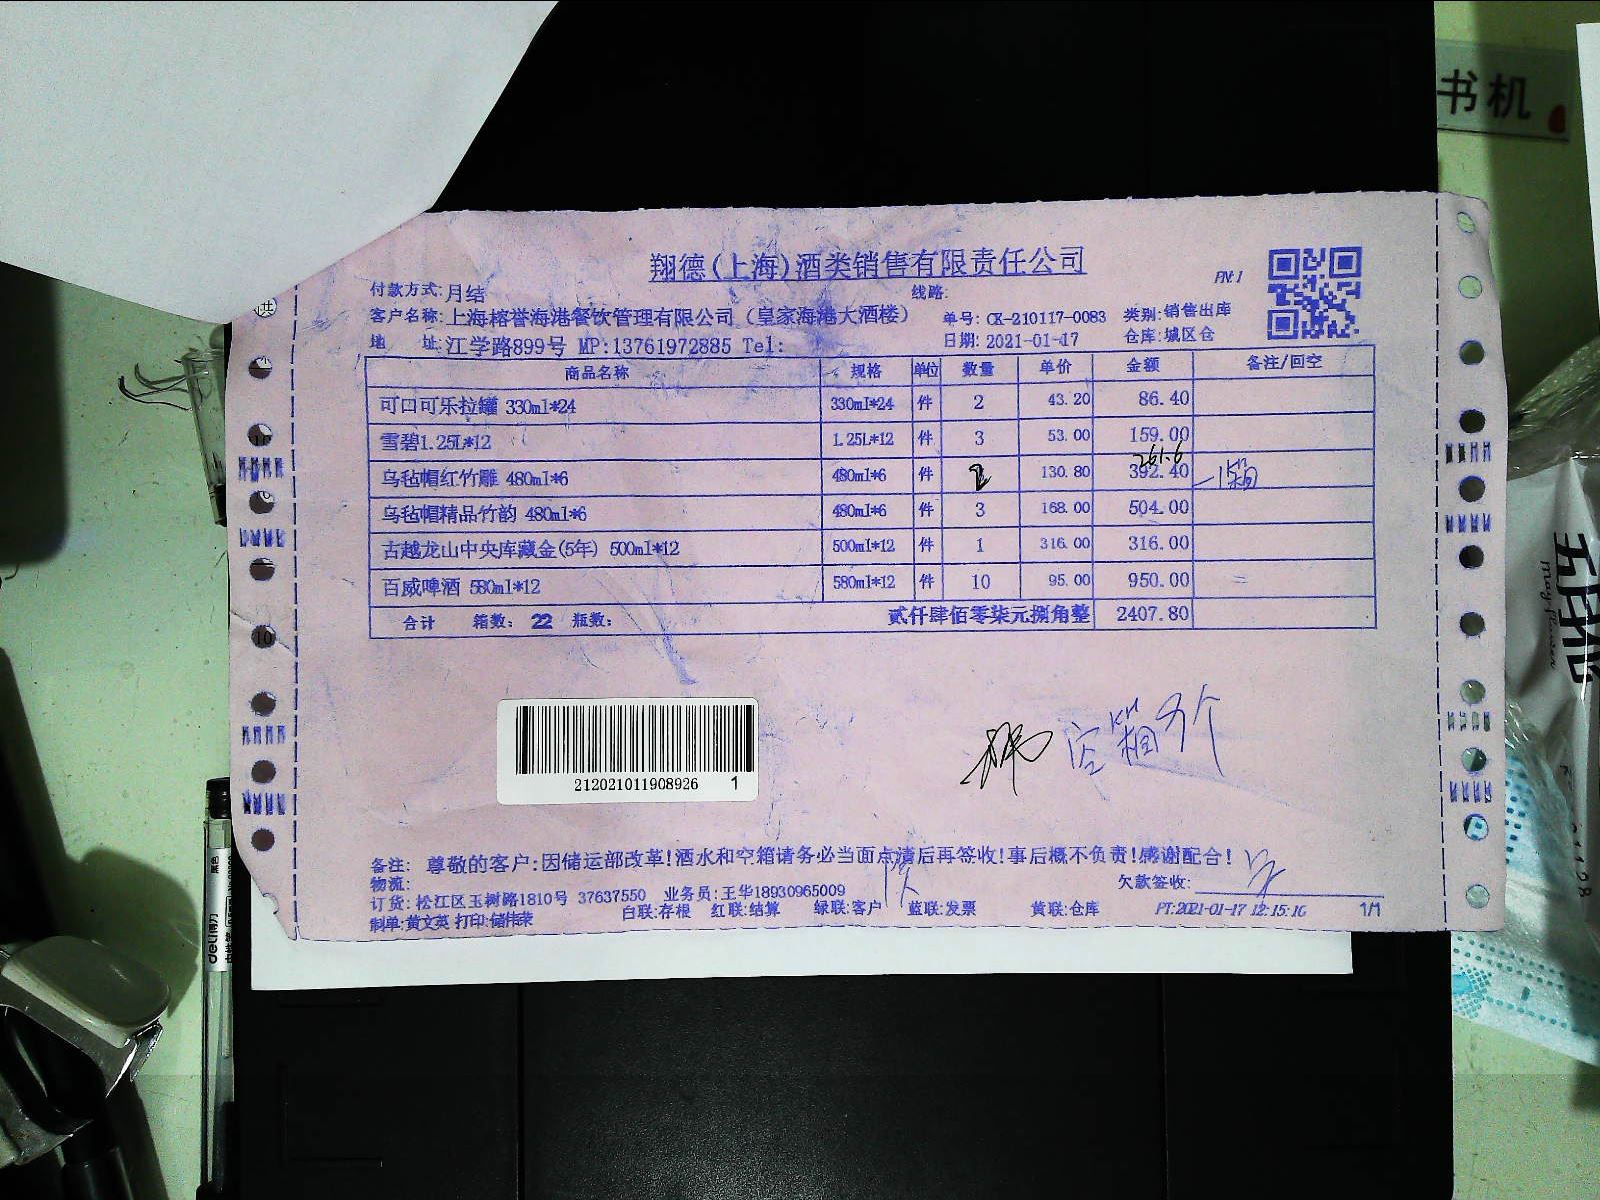 书机
翔德(上海)酒类销售有限责任公司
PN:1
付款方式:月结 线路:
客户名称:上海榕誉海港餐饮管理有限公司(皇家海港大酒楼) 单号: CK-210117-0083 类别:销售出库
地 址:江学路899号 MP:13761972885 Tel: 日期: 2021-01-17 仓库:城区仓
商品名称 规格 单位 数量 单价 金额 备注/回空
可口可乐拉罐 330ml*24 330ml*24 件 2 43.20 86.40
雪碧1.25L*12 1.25L*12 件 3 53.00 159.00
261.6
乌毡帽红竹雕 480ml*6 480ml*6 件 2 130.80 392.40 -1箱
乌毡帽精品竹韵 480ml*6 480ml*6 件 3 168.00 504.00
古越龙山中央库藏金(5年) 500ml*12 500ml*12 件 1 316.00 316.00
百威啤酒 580ml*12 580ml*12 件 10 95.00 950.00
合计 箱数: 22 瓶数: 贰仟肆佰零柒元捌角整 2407.80
空箱 个
212021011908926 1
备注: 尊敬的客户:因储运部改革!酒水和空箱请务必当面点清后再签收!事后概不负责!感谢配合!
物流: 欠款签收:
订货: 松江区玉树路1810号 37637550 业务员:王华18930965009
制单:黄文英 打印:储伟荣 白联:存根 红联:结算 绿联:客户 蓝联:发票 黄联:仓库 PT:2021-01-17 12:15:16 1/1
deli得力